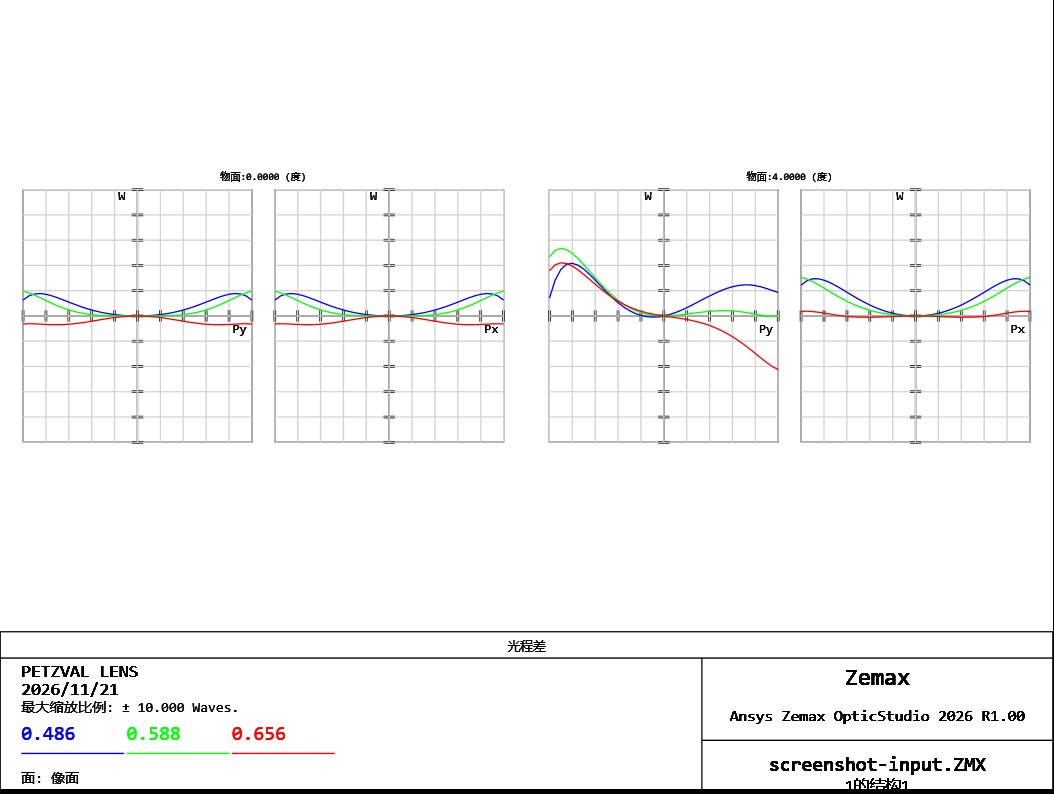 物面:0.0000 (度)
物面:4.0000 (度)
W
W
W
W
Py
Px
Py
Px
光程差
PETZVAL LENS
2026/11/21
最大缩放比例: ± 10.000 Waves.
0.486 0.588 0.656
面: 像面
Zemax
Ansys Zemax OpticStudio 2026 R1.00
screenshot-input.ZMX
1的结构1